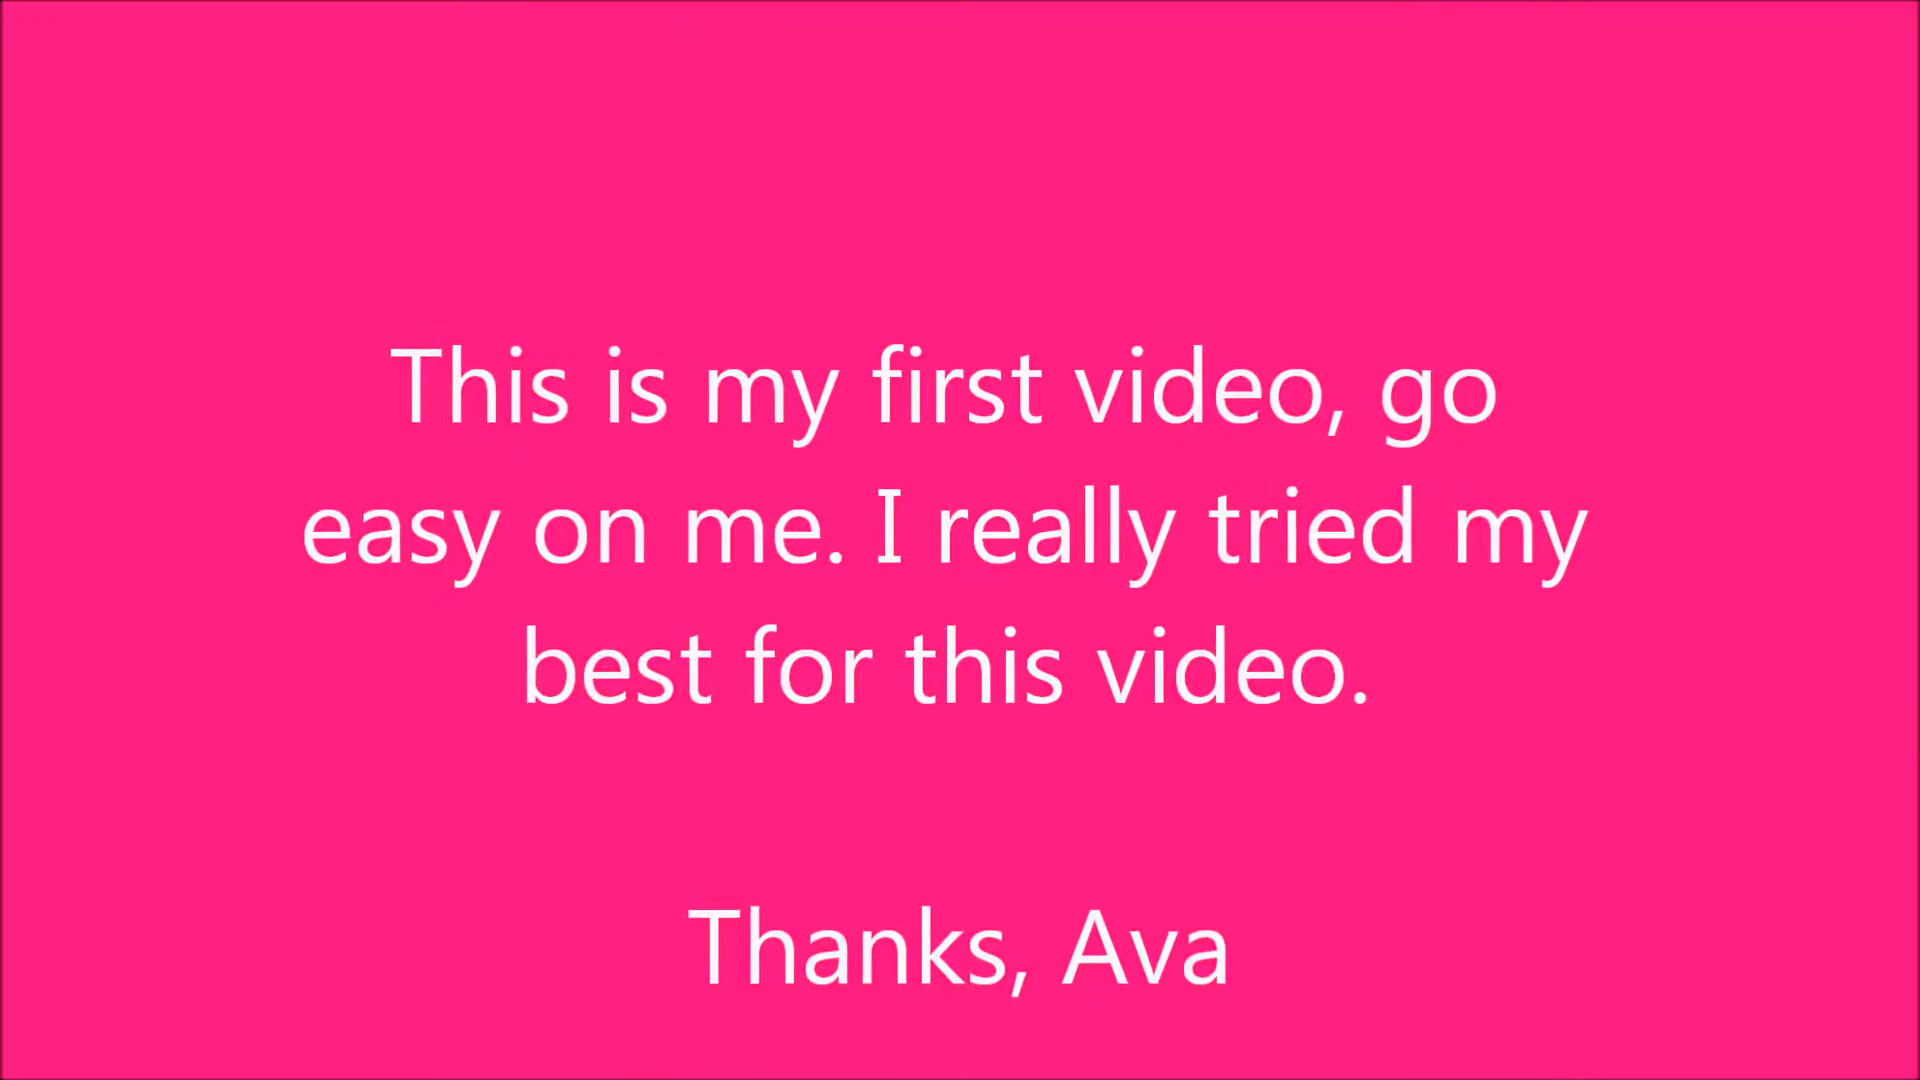 This is my first video, go
easy on me. I really tried my
best for this video.
Thanks, Ava